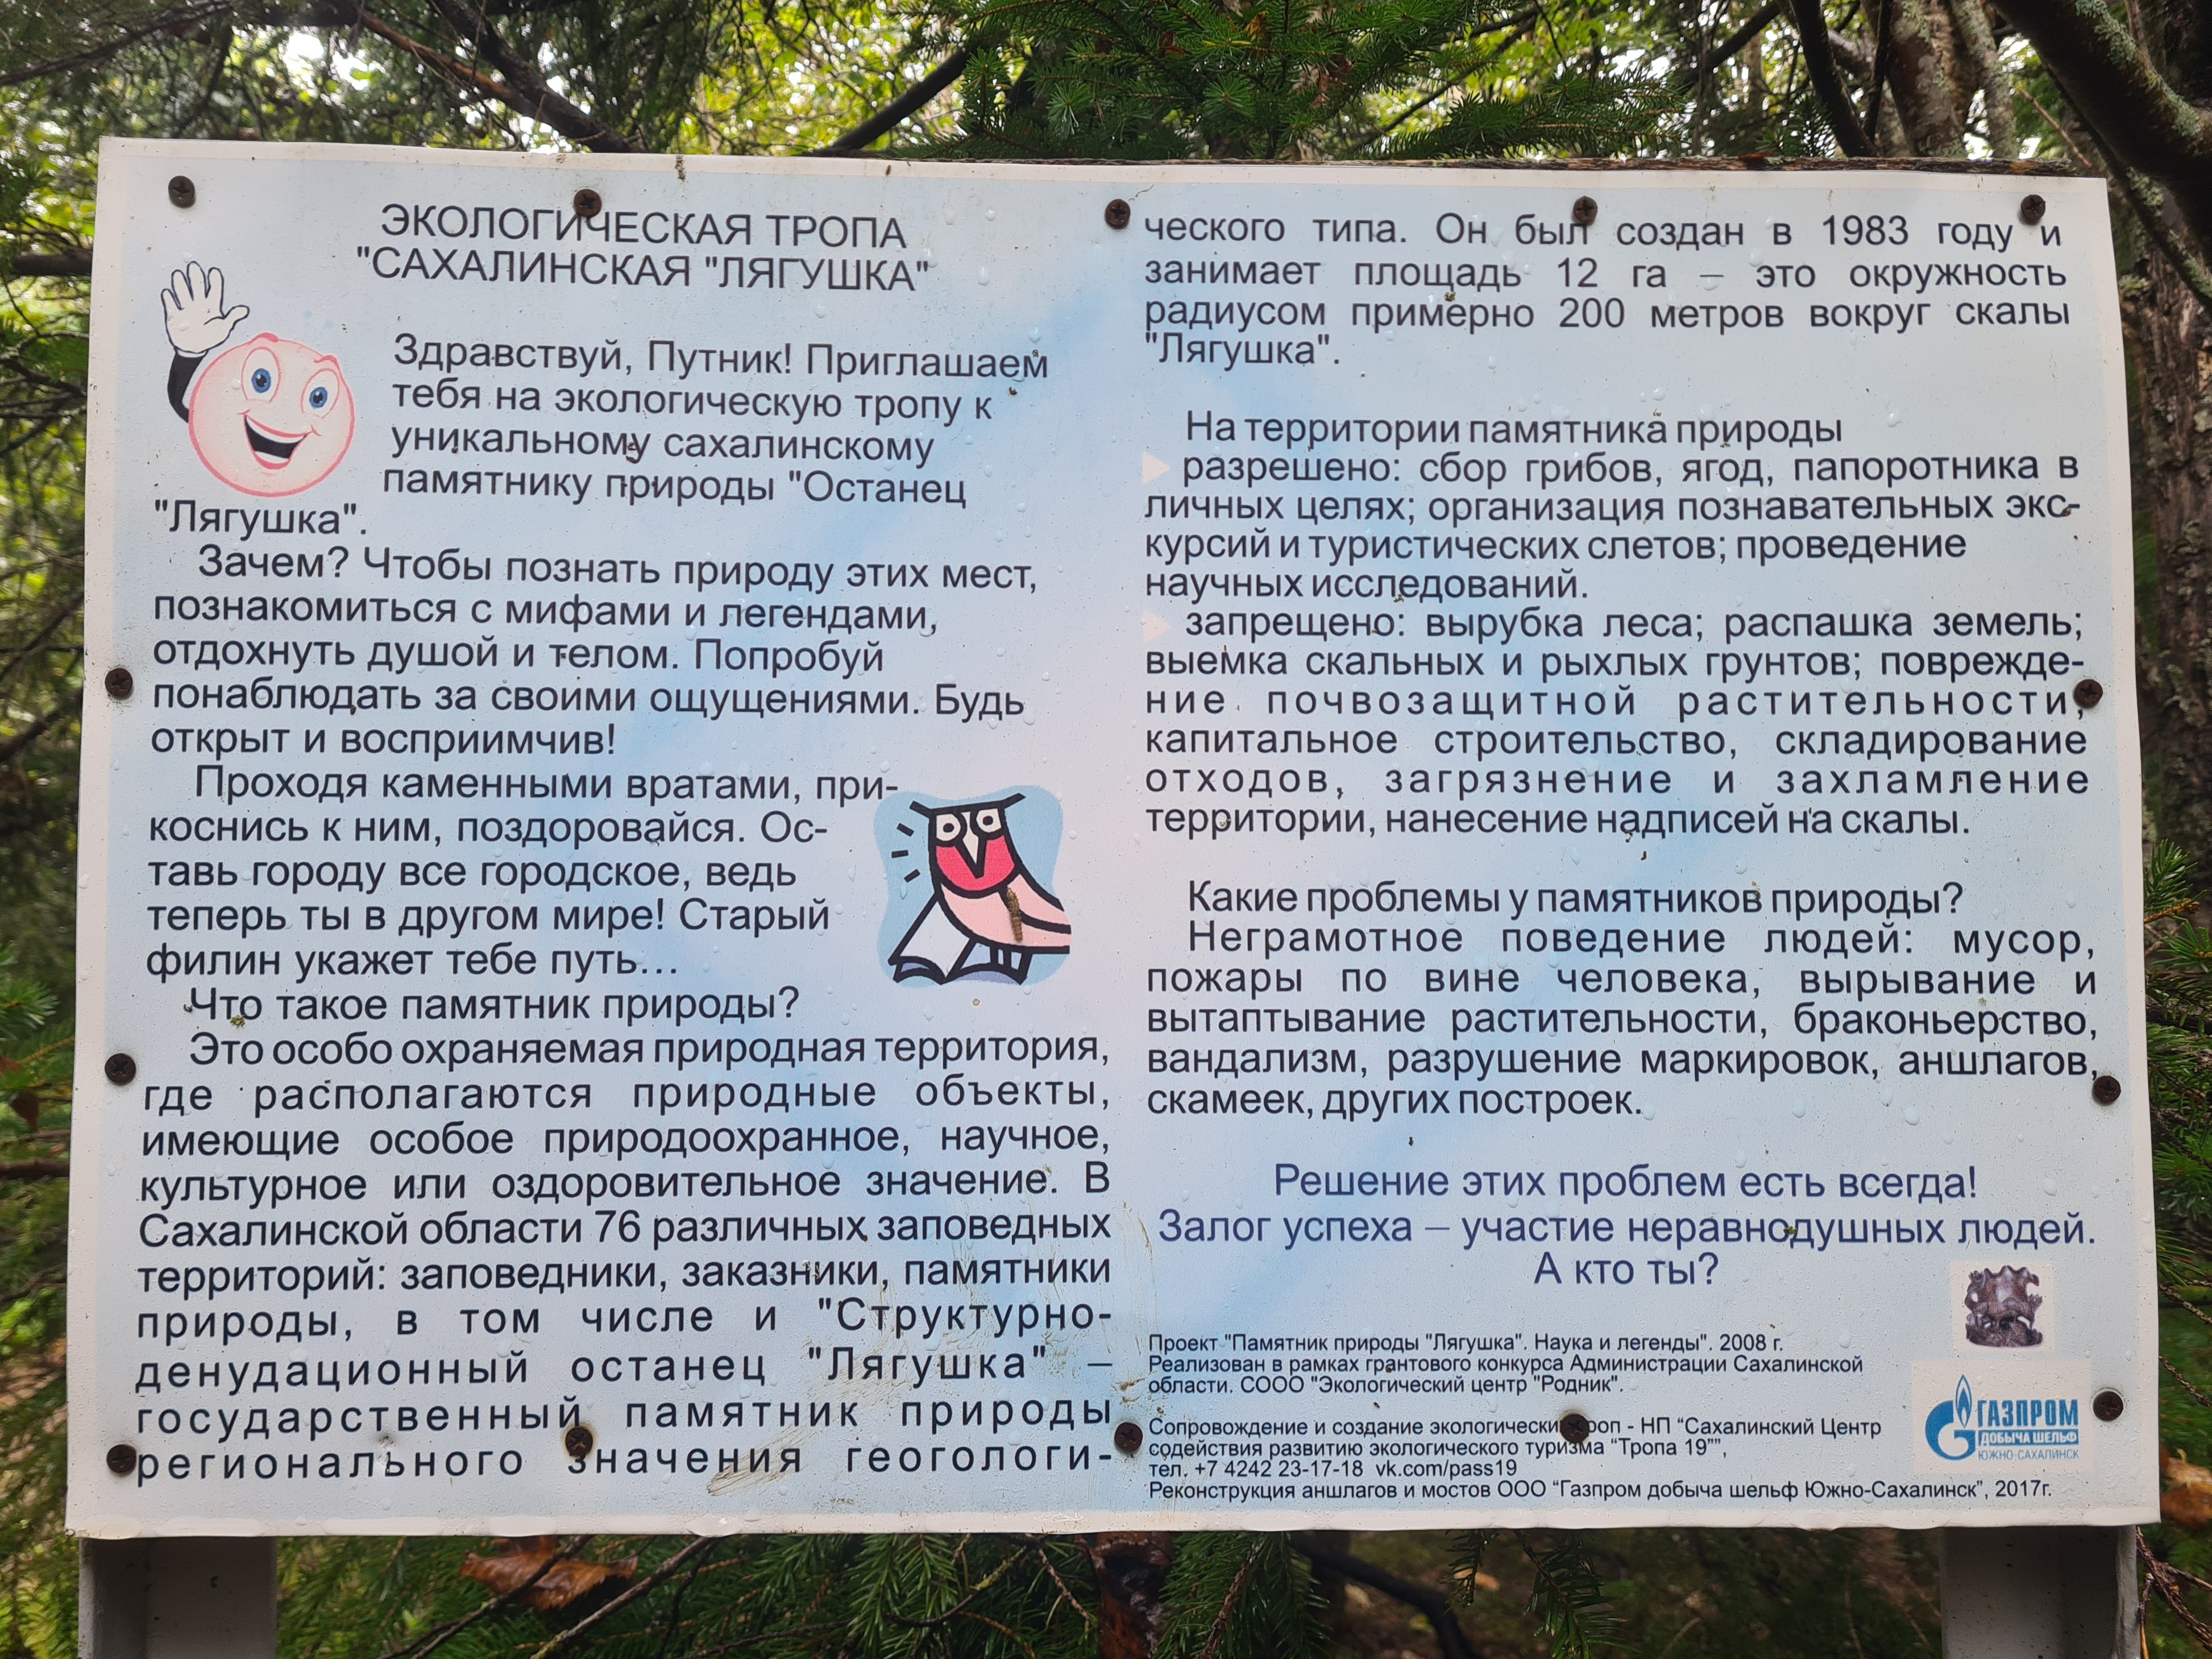 ЭКОЛОГИЧЕСКАЯ ТРОПА
"САХАЛИНСКАЯ "ЛЯГУШКА"
Здравствуй, Путник! Приглашаем
тебя на экологическую тропу к
уникальному сахалинскому
памятнику природы "Останец
"Лягушка".
Зачем? Чтобы познать природу этих мест,
познакомиться с мифами и легендами,
отдохнуть душой и телом. Попробуй
понаблюдать за своими ощущениями. Будь
открыт и восприимчив!
Проходя каменными вратами, при-
коснись к ним, поздоровайся. Ос-
тавь городу все городское, ведь
теперь ты в другом мире! Старый
филин укажет тебе путь...
Что такое памятник природы?
Это особо охраняемая природная территория,
где располагаются природные объекты,
имеющие особое природоохранное, научное,
культурное или оздоровительное значение. В
Сахалинской области 76 различных заповедных
территорий: заповедники, заказники, памятники
природы, в том числе и "Структурно-
денудационный останец "Лягушка" –
государственный памятник природы
регионального значения геогологи-
ческого типа. Он был создан в 1983 году и
занимает площадь 12 га – это окружность
радиусом примерно 200 метров вокруг скалы
"Лягушка".
На территории памятника природы
разрешено: сбор грибов, ягод, папоротника в
личных целях; организация познавательных экс-
курсий и туристических слетов; проведение
научных исследований.
запрещено: вырубка леса; распашка земель;
выемка скальных и рыхлых грунтов; поврежде-
ние почвозащитной растительности,
капитальное строительство, складирование
отходов, загрязнение и захламление
территории, нанесение надписей на скалы.
Какие проблемы у памятников природы?
Неграмотное поведение людей: мусор,
пожары по вине человека, вырывание и
вытаптывание растительности, браконьерство,
вандализм, разрушение маркировок, аншлагов,
скамеек, других построек.
Решение этих проблем есть всегда!
Залог успеха – участие неравнодушных людей.
А кто ты?
Проект "Памятник природы "Лягушка". Наука и легенды". 2008 г.
Реализован в рамках грантового конкурса Администрации Сахалинской
области. СООО "Экологический центр "Родник".
Сопровождение и создание экологических троп - НП “Сахалинский Центр
содействия развитию экологического туризма “Тропа 19””,
тел. +7 4242 23-17-18 vk.com/pass19
Реконструкция аншлагов и мостов ООО “Газпром добыча шельф Южно-Сахалинск”, 2017г.
ГАЗПРОМ
ДОБЫЧА ШЕЛЬФ
ЮЖНО-САХАЛИНСК